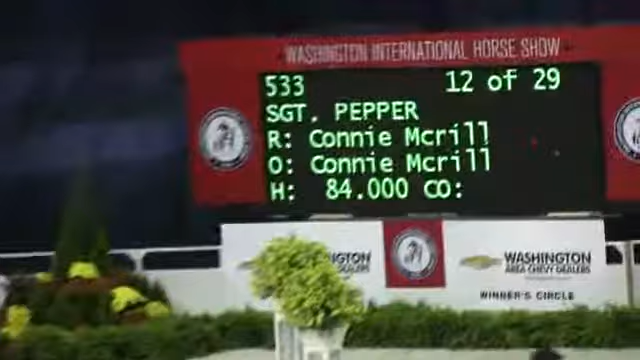 WASHINGTON INTERNATIONAL HORSE SHOW
533 12 of 29
SGT. PEPPER
R: Connie Mcrill
O: Connie Mcrill
H: 84.000 CO:
WASHINGTON
AREA CHEVY DEALERS
WINNER'S CIRCLE